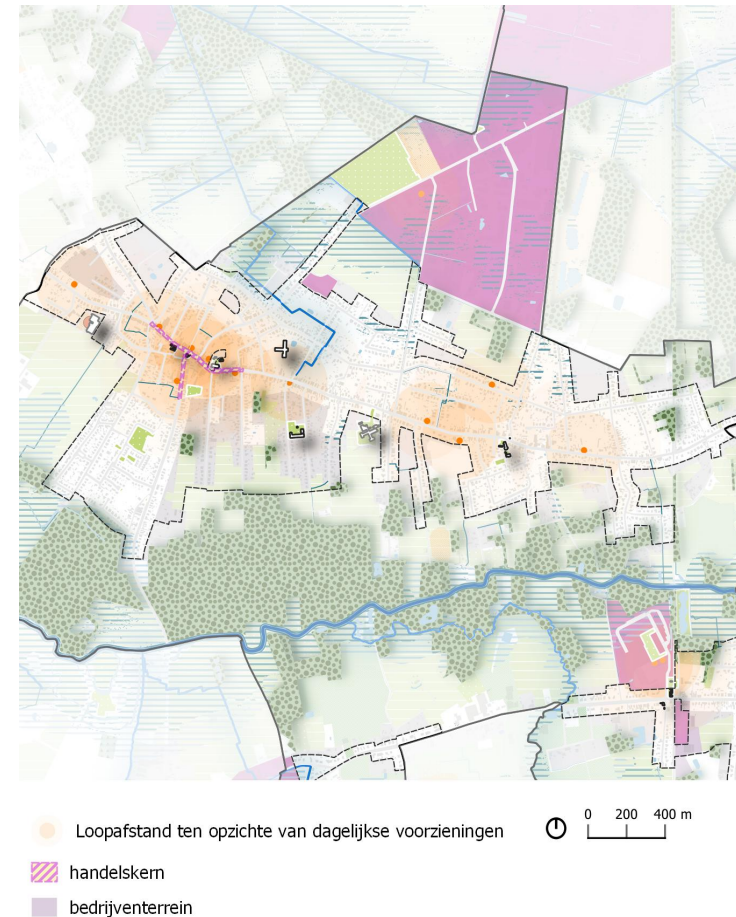 Loopafstand ten opzichte van dagelijkse voorzieningen
0 200 400 m
handelskern
bedrijventerrein